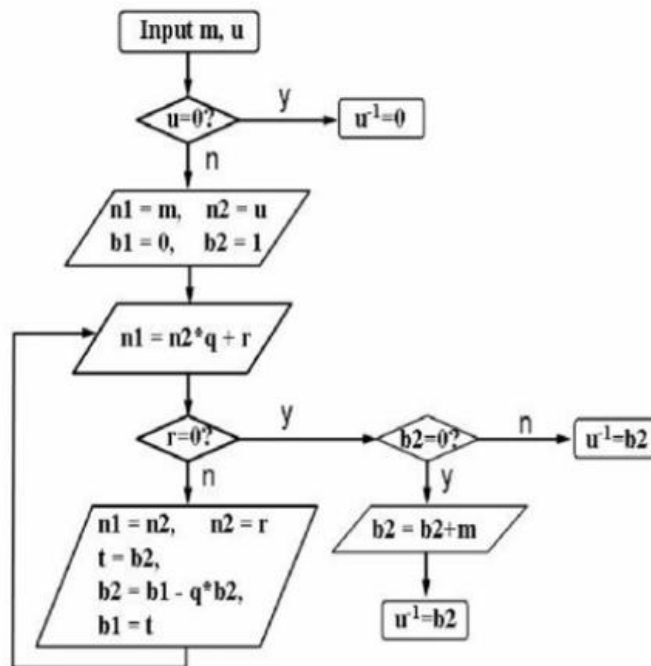 Input m, u
u=0?
y
u⁻¹=0
n
n1 = m, n2 = u
b1 = 0, b2 = 1
n1 = n2*q + r
r=0?
y
b2=0?
n
u⁻¹=b2
n
y
n1 = n2, n2 = r
t = b2,
b2 = b1 - q*b2,
b1 = t
b2 = b2+m
u⁻¹=b2